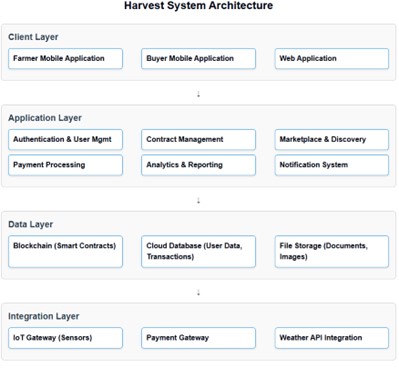 Harvest System Architecture
Client Layer
Farmer Mobile Application
Buyer Mobile Application
Web Application
↓
Application Layer
Authentication & User Mgmt
Contract Management
Marketplace & Discovery
Payment Processing
Analytics & Reporting
Notification System
↓
Data Layer
Blockchain (Smart Contracts)
Cloud Database (User Data,
Transactions)
File Storage (Documents,
Images)
↓
Integration Layer
IoT Gateway (Sensors)
Payment Gateway
Weather API Integration